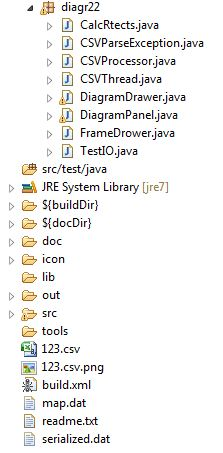 diagr22
CalcRtects.java
CSVParseException.java
CSVProcessor.java
CSVThread.java
DiagramDrawer.java
DiagramPanel.java
FrameDrower.java
TestIO.java
src/test/java
JRE System Library [jre7]
${buildDir}
${docDir}
doc
icon
lib
out
src
tools
123.csv
123.csv.png
build.xml
map.dat
readme.txt
serialized.dat